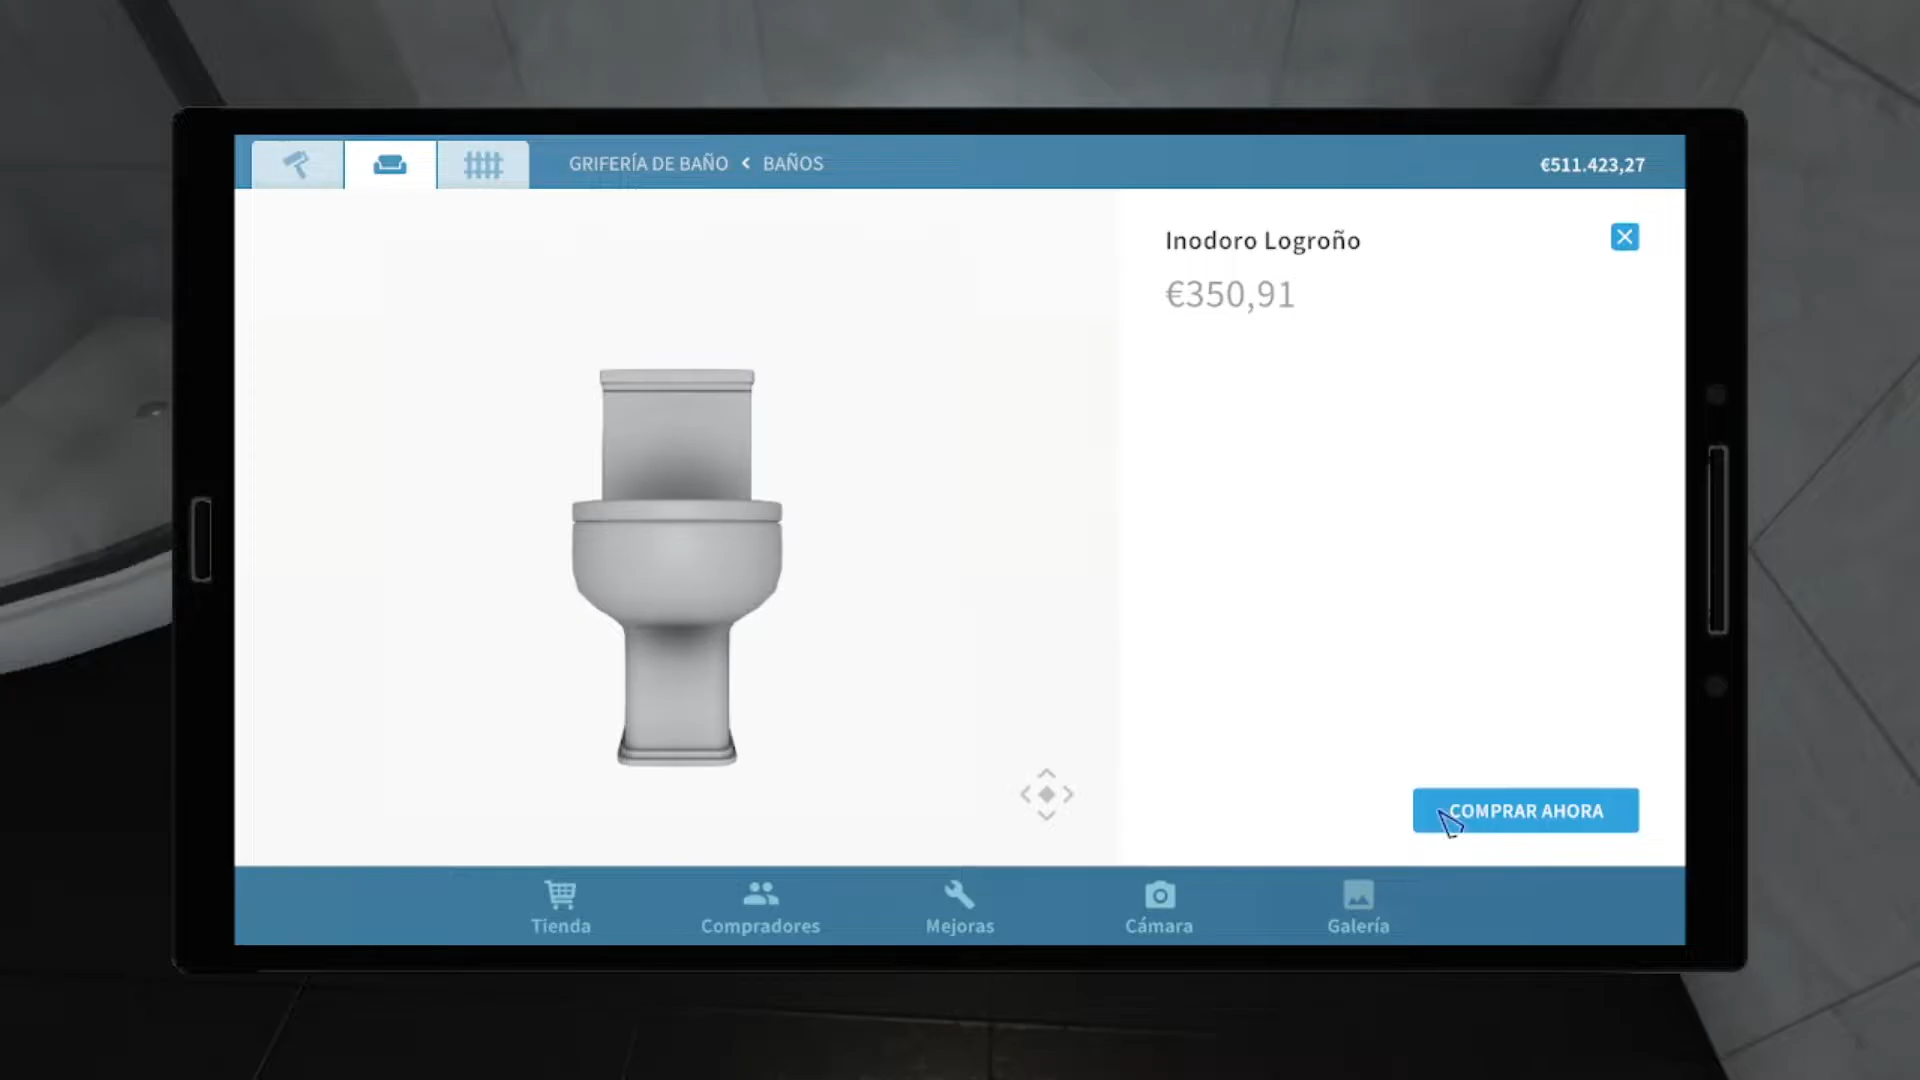 GRIFERÍA DE BAÑO < BAÑOS
€511.423,27
Inodoro Logroño
€350,91
COMPRAR AHORA
Tienda
Compradores
Mejoras
Cámara
Galería